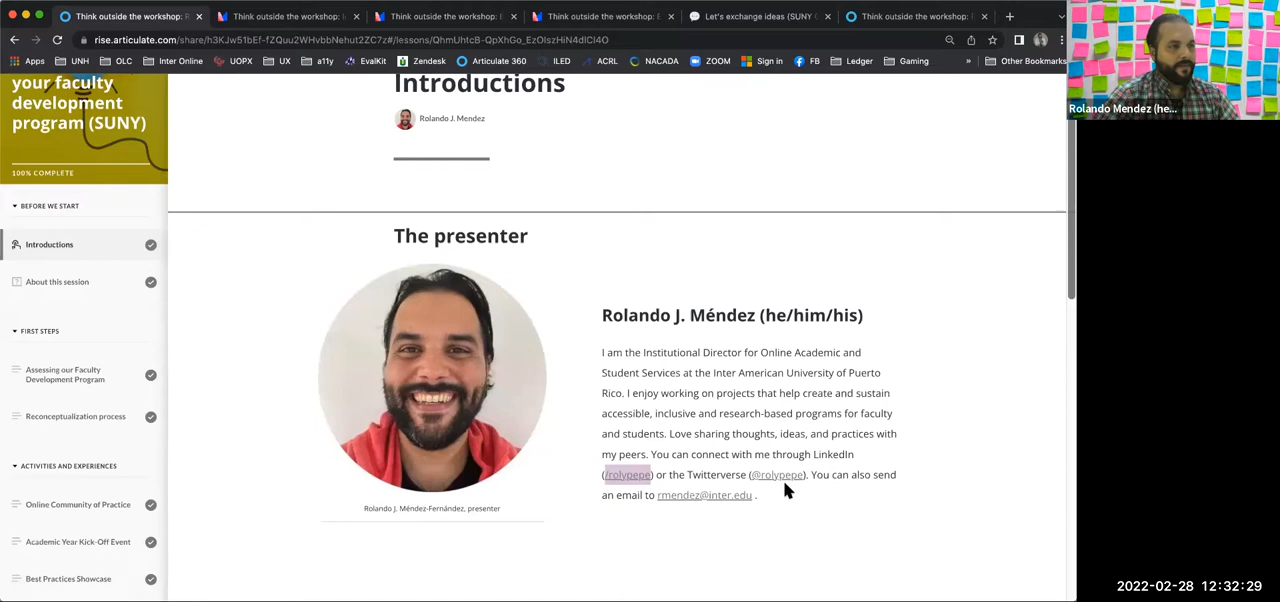 Think outside the workshop: R
Think outside the workshop: I
Think outside the workshop: 
Think outside the workshop: E
Let's exchange ideas (SUNY C
Think outside the workshop: 
rise.articulate.com/share/
Apps
UNH
OLC
Inter Online
UOPX
UX
a11y
EvalKit
Zendesk
Articulate 360
ILED
ACRL
NACADA
ZOOM
Sign in
FB
Ledger
Gaming
»
Other Bookmarks
Rolando Mendez (he...
your faculty
development
program (SUNY)
100% COMPLETE
BEFORE WE START
Introductions
About this session
FIRST STEPS
Assessing our Faculty
Development Program
Reconceptualization process
ACTIVITIES AND EXPERIENCES
Online Community of Practice
Academic Year Kick-Off Event
Best Practices Showcase
Introductions
Rolando J. Mendez
The presenter
Rolando J. Méndez-Fernández, presenter
Rolando J. Méndez (he/him/his)
I am the Institutional Director for Online Academic and
Student Services at the Inter American University of Puerto
Rico. I enjoy working on projects that help create and sustain
accessible, inclusive and research-based programs for faculty
and students. Love sharing thoughts, ideas, and practices with
my peers. You can connect with me through LinkedIn
(/rolypepe) or the Twitterverse (@rolypepe). You can also send
an email to rmendez@inter.edu .
2022-02-28 12:32:29